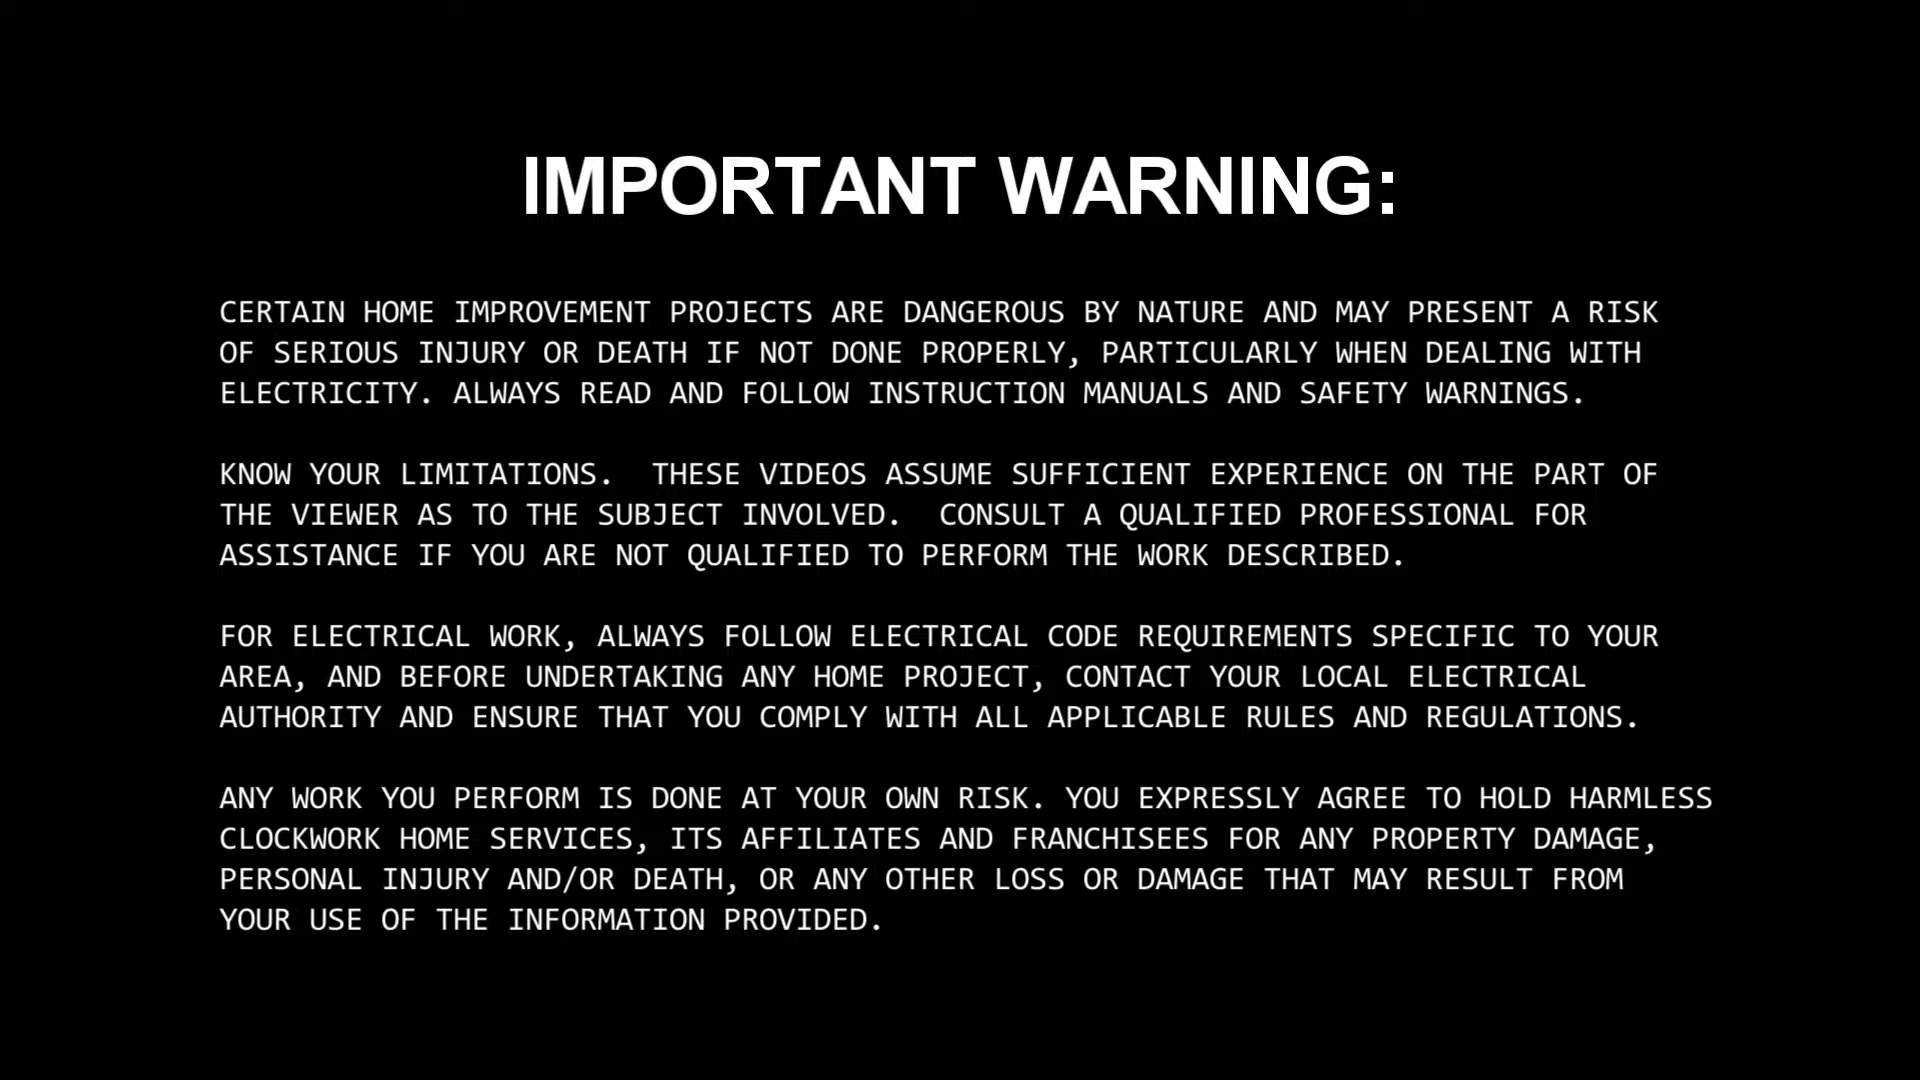 IMPORTANT WARNING:
CERTAIN HOME IMPROVEMENT PROJECTS ARE DANGEROUS BY NATURE AND MAY PRESENT A RISK
OF SERIOUS INJURY OR DEATH IF NOT DONE PROPERLY, PARTICULARLY WHEN DEALING WITH
ELECTRICITY. ALWAYS READ AND FOLLOW INSTRUCTION MANUALS AND SAFETY WARNINGS.
KNOW YOUR LIMITATIONS.  THESE VIDEOS ASSUME SUFFICIENT EXPERIENCE ON THE PART OF
THE VIEWER AS TO THE SUBJECT INVOLVED.  CONSULT A QUALIFIED PROFESSIONAL FOR
ASSISTANCE IF YOU ARE NOT QUALIFIED TO PERFORM THE WORK DESCRIBED.
FOR ELECTRICAL WORK, ALWAYS FOLLOW ELECTRICAL CODE REQUIREMENTS SPECIFIC TO YOUR
AREA, AND BEFORE UNDERTAKING ANY HOME PROJECT, CONTACT YOUR LOCAL ELECTRICAL
AUTHORITY AND ENSURE THAT YOU COMPLY WITH ALL APPLICABLE RULES AND REGULATIONS.
ANY WORK YOU PERFORM IS DONE AT YOUR OWN RISK. YOU EXPRESSLY AGREE TO HOLD HARMLESS
CLOCKWORK HOME SERVICES, ITS AFFILIATES AND FRANCHISEES FOR ANY PROPERTY DAMAGE,
PERSONAL INJURY AND/OR DEATH, OR ANY OTHER LOSS OR DAMAGE THAT MAY RESULT FROM
YOUR USE OF THE INFORMATION PROVIDED.